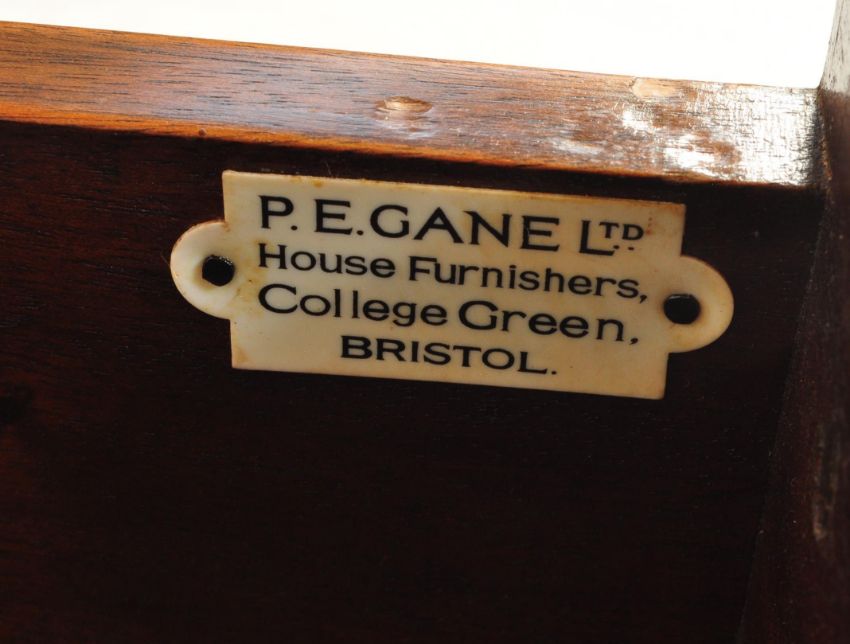 P. E. GANE LTD
House Furnishers,
College Green,
BRISTOL.